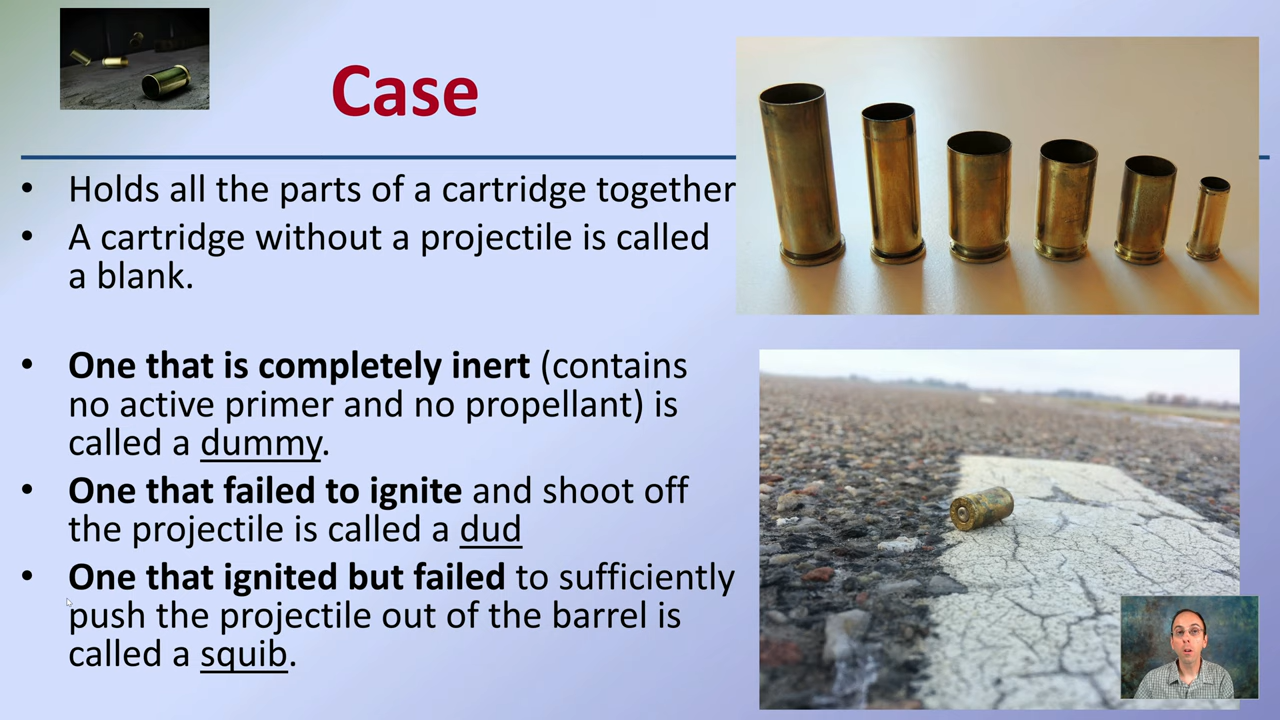 Case
• Holds all the parts of a cartridge together
• A cartridge without a projectile is called
a blank.
• One that is completely inert (contains
no active primer and no propellant) is
called a dummy.
• One that failed to ignite and shoot off
the projectile is called a dud
• One that ignited but failed to sufficiently
push the projectile out of the barrel is
called a squib.